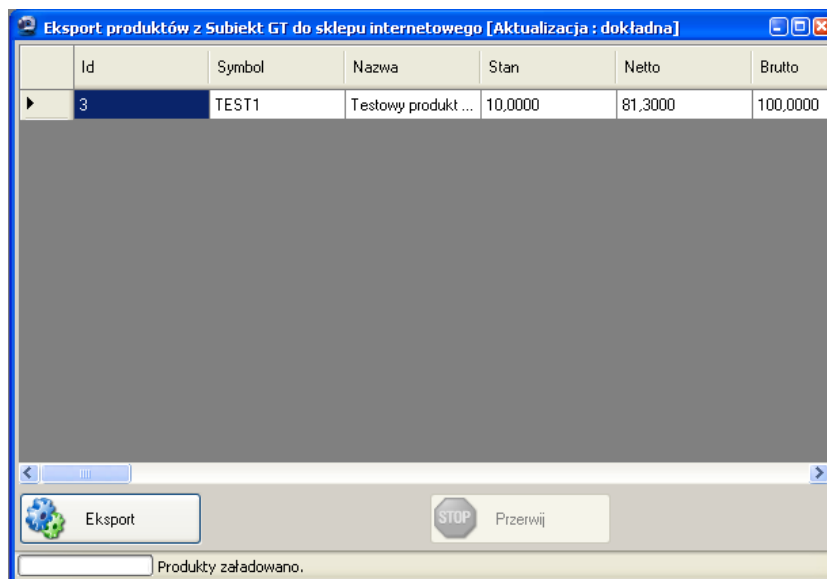 Eksport produktów z Subiekt GT do sklepu internetowego [Aktualizacja : dokładna]
Id Symbol Nazwa Stan Netto Brutto
3 TEST1 Testowy produkt ... 10,0000 81,3000 100,0000
Eksport STOP Przerwij
Produkty załadowano.